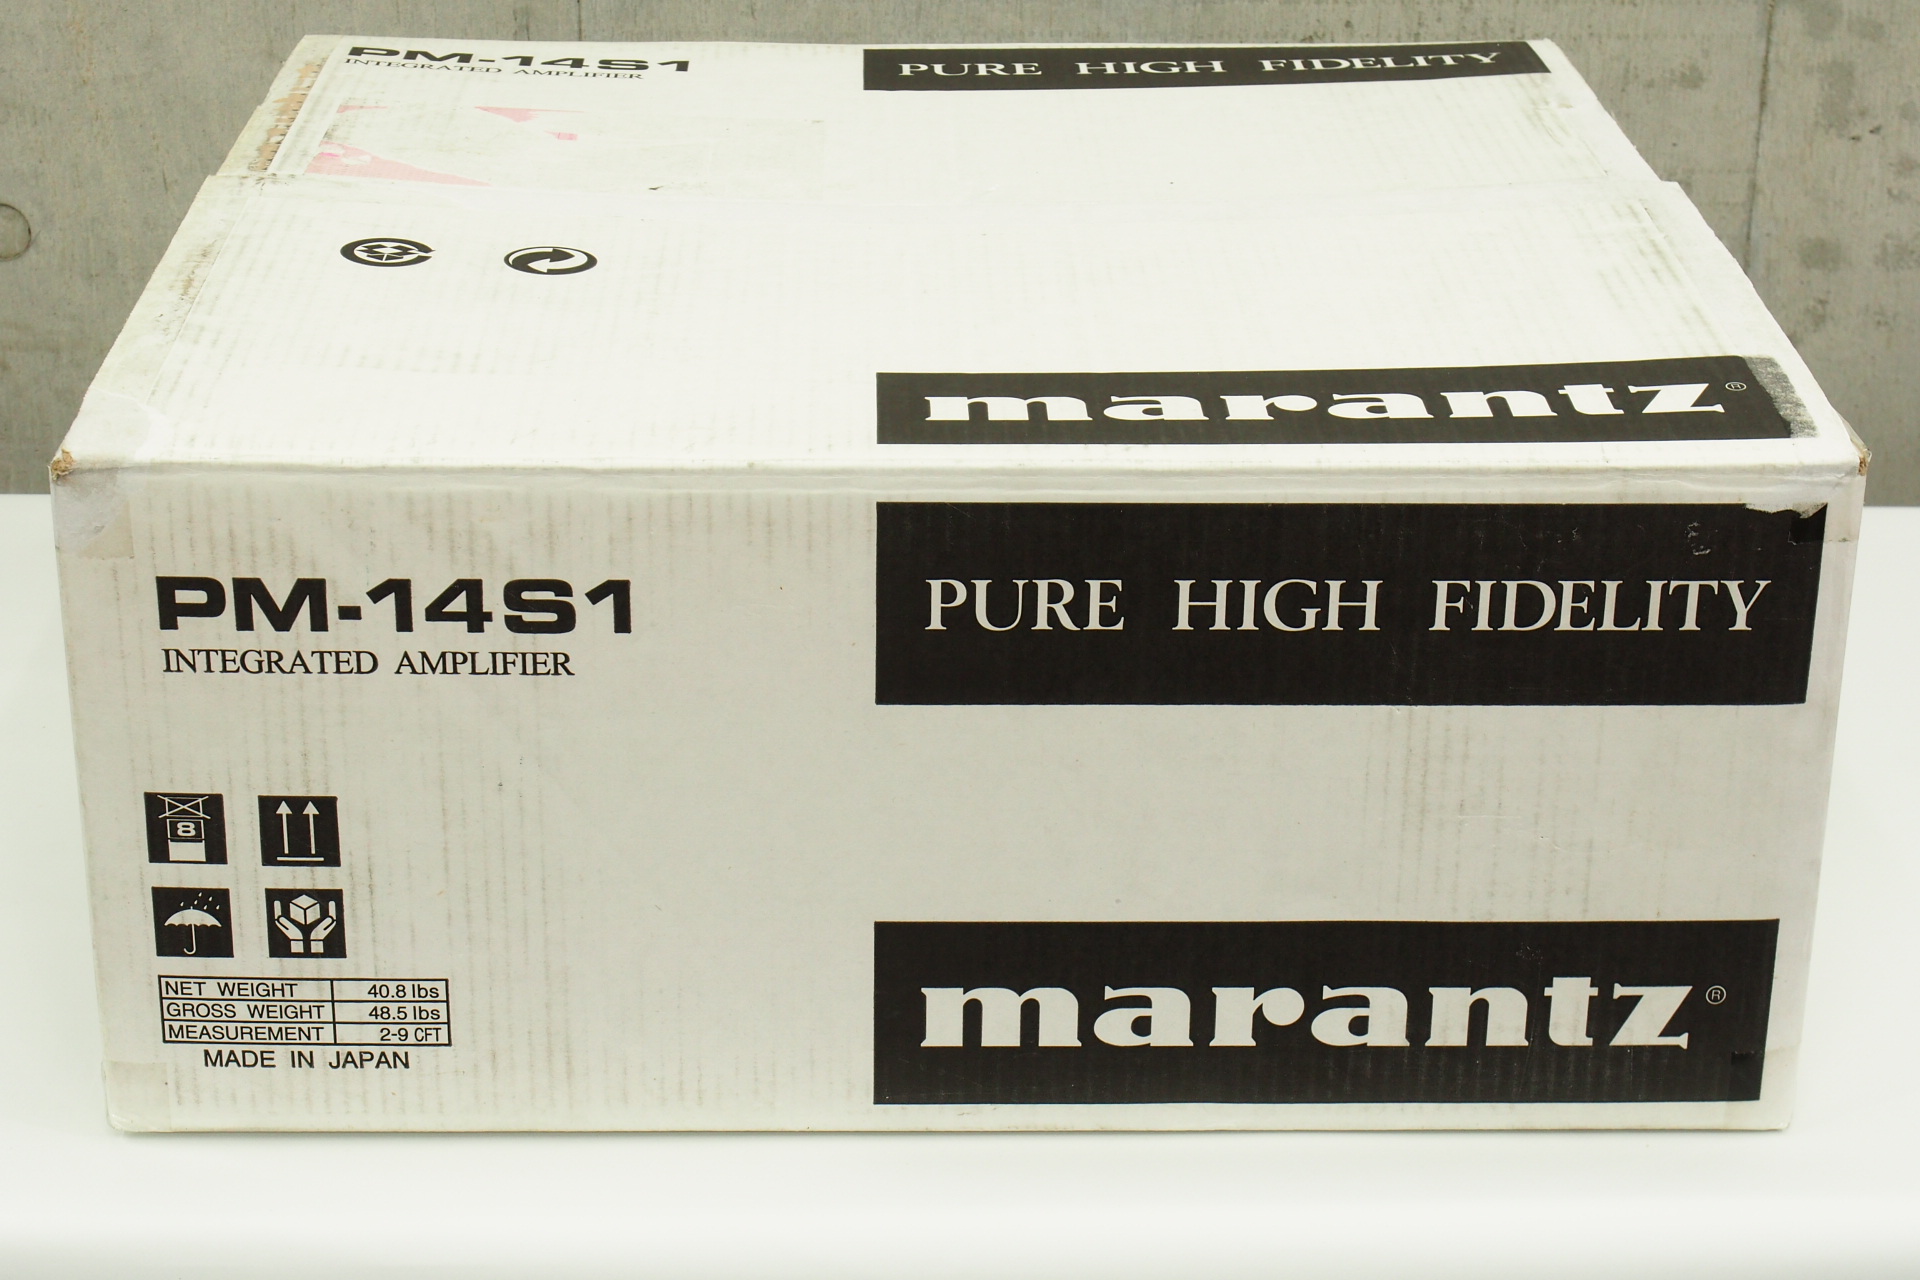 PM-14S1
INTEGRATED AMPLIFIER
PURE HIGH FIDELITY
marantz®
PM-14S1
INTEGRATED AMPLIFIER
PURE HIGH FIDELITY
8
NET WEIGHT 40.8 lbs
GROSS WEIGHT 48.5 lbs
MEASUREMENT 2-9 CFT
MADE IN JAPAN
marantz®